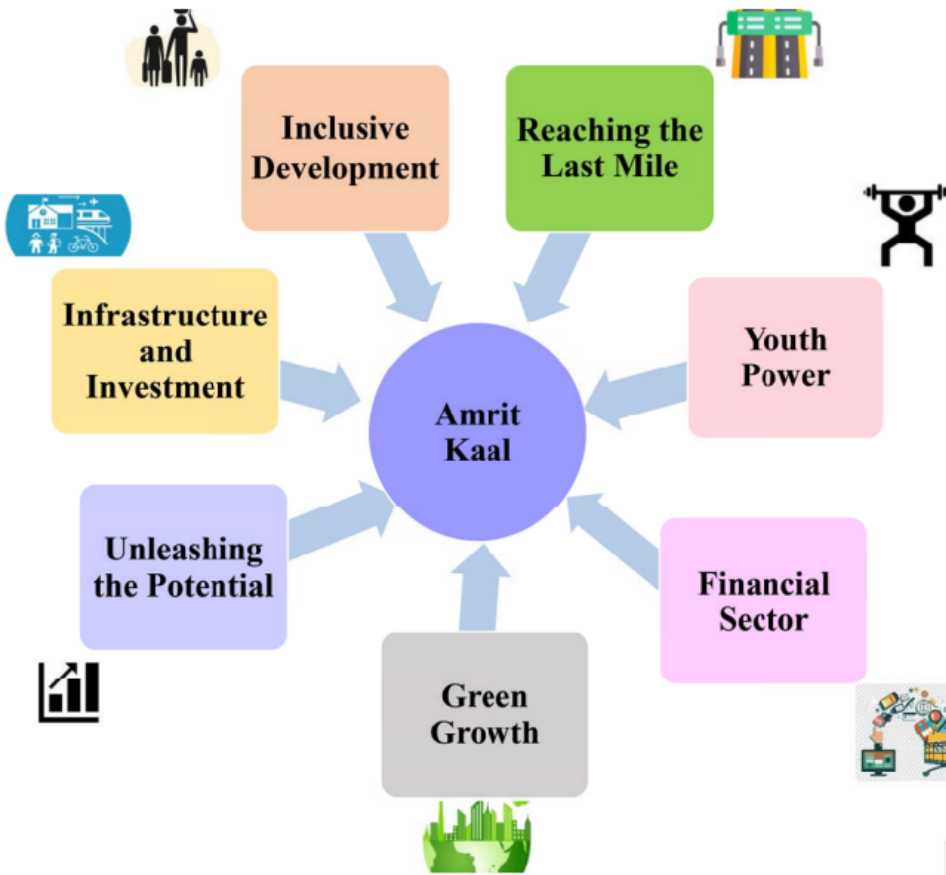 Inclusive
Development
Reaching the
Last Mile
Infrastructure
and
Investment
Youth
Power
Amrit
Kaal
Unleashing
the Potential
Financial
Sector
Green
Growth